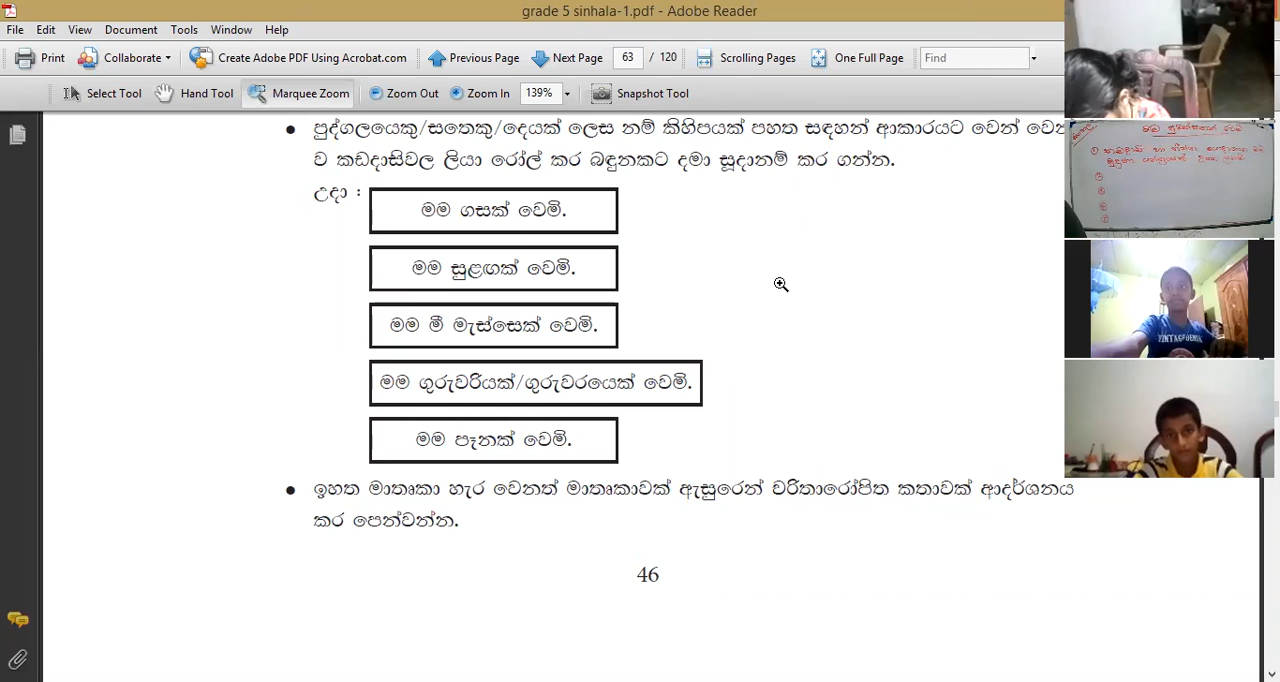 grade 5 sinhala-1.pdf - Adobe Reader
File Edit View Document Tools Window Help
Print Collaborate Create Adobe PDF Using Acrobat.com Previous Page Next Page 63 / 120 Scrolling Pages One Full Page Find
Select Tool Hand Tool Marquee Zoom Zoom Out Zoom In 139% Snapshot Tool
• පුද්ගලයෙකු/සතෙකු/දෙයක් ලෙස නම් කිහිපයක් පහත සඳහන් ආකාරයට වෙන් වෙන්
ව කඩදාසිවල ලියා රෝල් කර බඳුනකට දමා සූදානම් කර ගන්න.
උදා :
මම ගසක් වෙමි.
මම සුළඟක් වෙමි.
මම මී මැස්සෙක් වෙමි.
මම ගුරුවරියක්/ගුරුවරයෙක් වෙමි.
මම පෑනක් වෙමි.
• ඉහත මාතෘකා හැර වෙනත් මාතෘකාවක් ඇසුරෙන් චරිතාරෝපිත කතාවක් ආදර්ශනය
කර පෙන්වන්න.
46